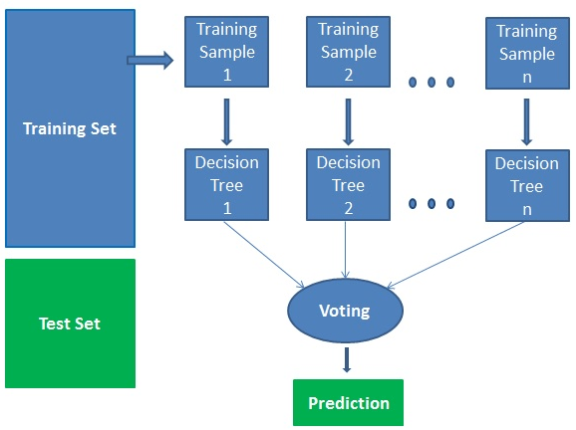 Training Set
Training
Sample
1
Training
Sample
2
Training
Sample
n
Decision
Tree
1
Decision
Tree
2
Decision
Tree
n
Test Set
Voting
Prediction